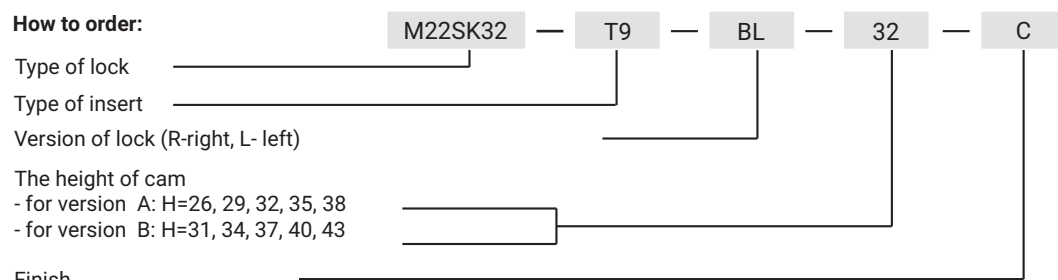 How to order:
M22SK32 — T9 — BL — 32 — C
Type of lock
Type of insert
Version of lock (R-right, L- left)
The height of cam
- for version A: H=26, 29, 32, 35, 38
- for version B: H=31, 34, 37, 40, 43
Finish